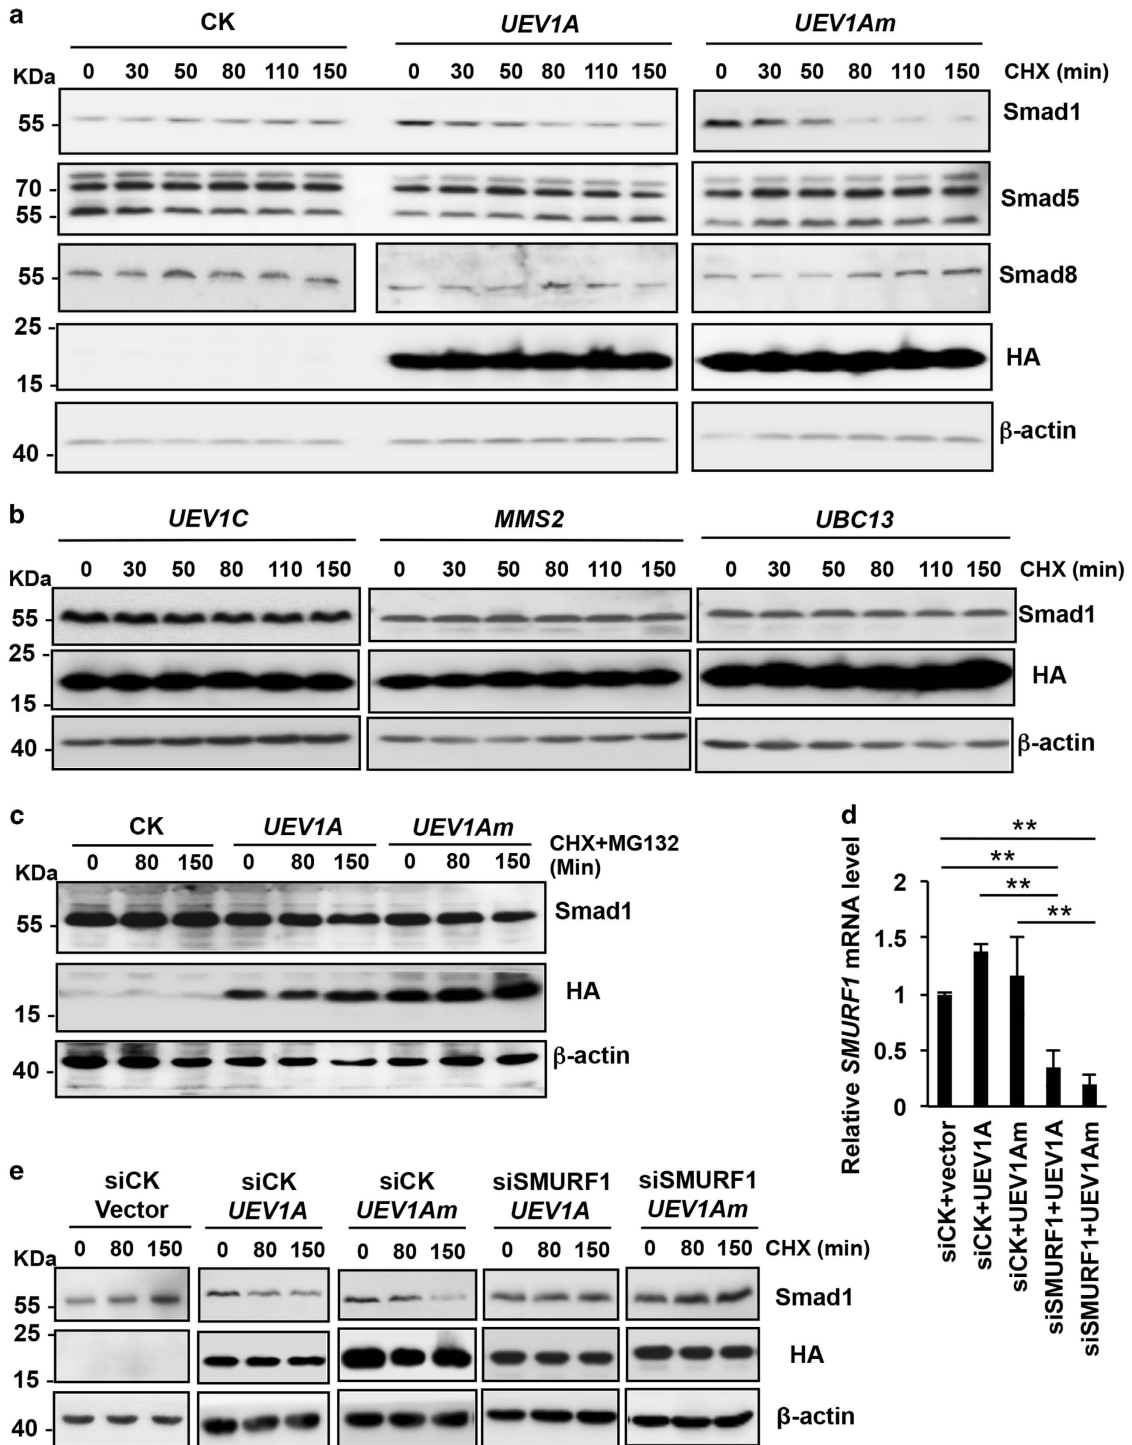 a
CK UEV1A UEV1Am
KDa 0 30 50 80 110 150 0 30 50 80 110 150 0 30 50 80 110 150 CHX (min)
55 - Smad1
70 -
55 - Smad5
55 - Smad8
25 -
HA
15 -
β-actin
40 -
b
UEV1C MMS2 UBC13
KDa 0 30 50 80 110 150 0 30 50 80 110 150 0 30 50 80 110 150 CHX (min)
55 - Smad1
25 -
HA
15 -
40 - β-actin
c
CK UEV1A UEV1Am
KDa 0 80 150 0 80 150 0 80 150 CHX+MG132
(Min)
55 - Smad1
HA
15 -
β-actin
40 -
d
**
**
**
**
Relative SMURF1 mRNA level
2
1.5
1
0.5
0
siCK+vector
siCK+UEV1A
siCK+UEV1Am
siSMURF1+UEV1A
siSMURF1+UEV1Am
e
siCK siCK siCK siSMURF1 siSMURF1
Vector UEV1A UEV1Am UEV1A UEV1Am
KDa 0 80 150 0 80 150 0 80 150 0 80 150 0 80 150 CHX (min)
55 - Smad1
25 -
HA
15 -
40 - β-actin